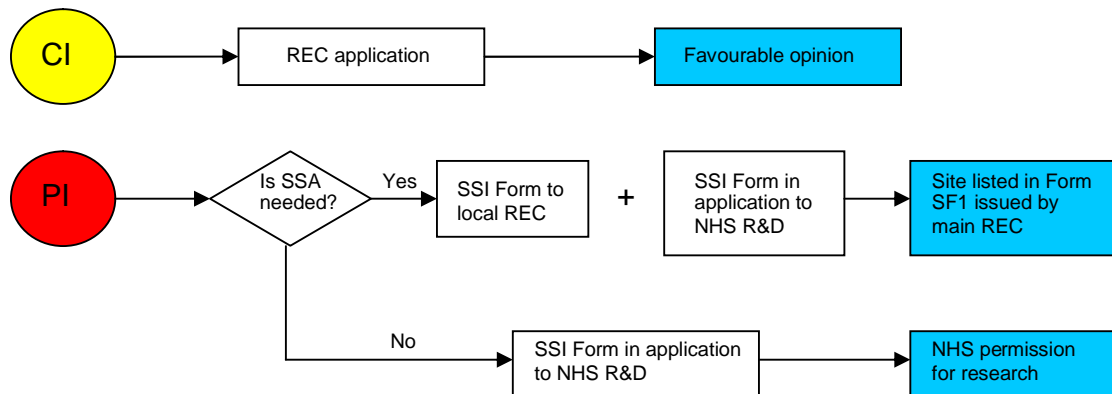 CI
REC application
Favourable opinion
PI
Is SSA
needed?
Yes
SSI Form to
local REC
+
SSI Form in
application to
NHS R&D
Site listed in Form
SF1 issued by
main REC
No
SSI Form in application
to NHS R&D
NHS permission
for research